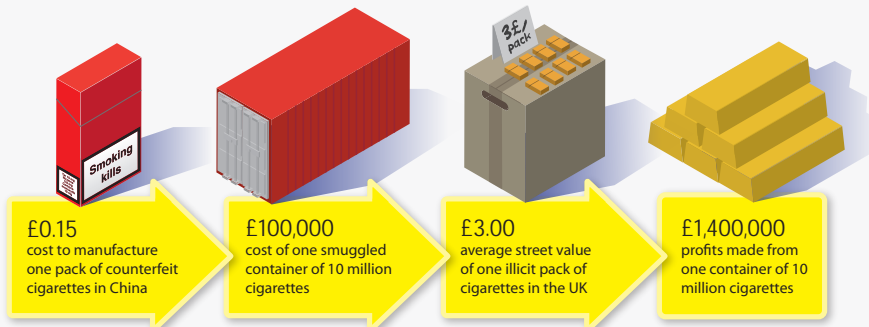 Smoking
kills
3£/
pack
£0.15
cost to manufacture
one pack of counterfeit
cigarettes in China
£100,000
cost of one smuggled
container of 10 million
cigarettes
£3.00
average street value
of one illicit pack of
cigarettes in the UK
£1,400,000
profits made from
one container of 10
million cigarettes